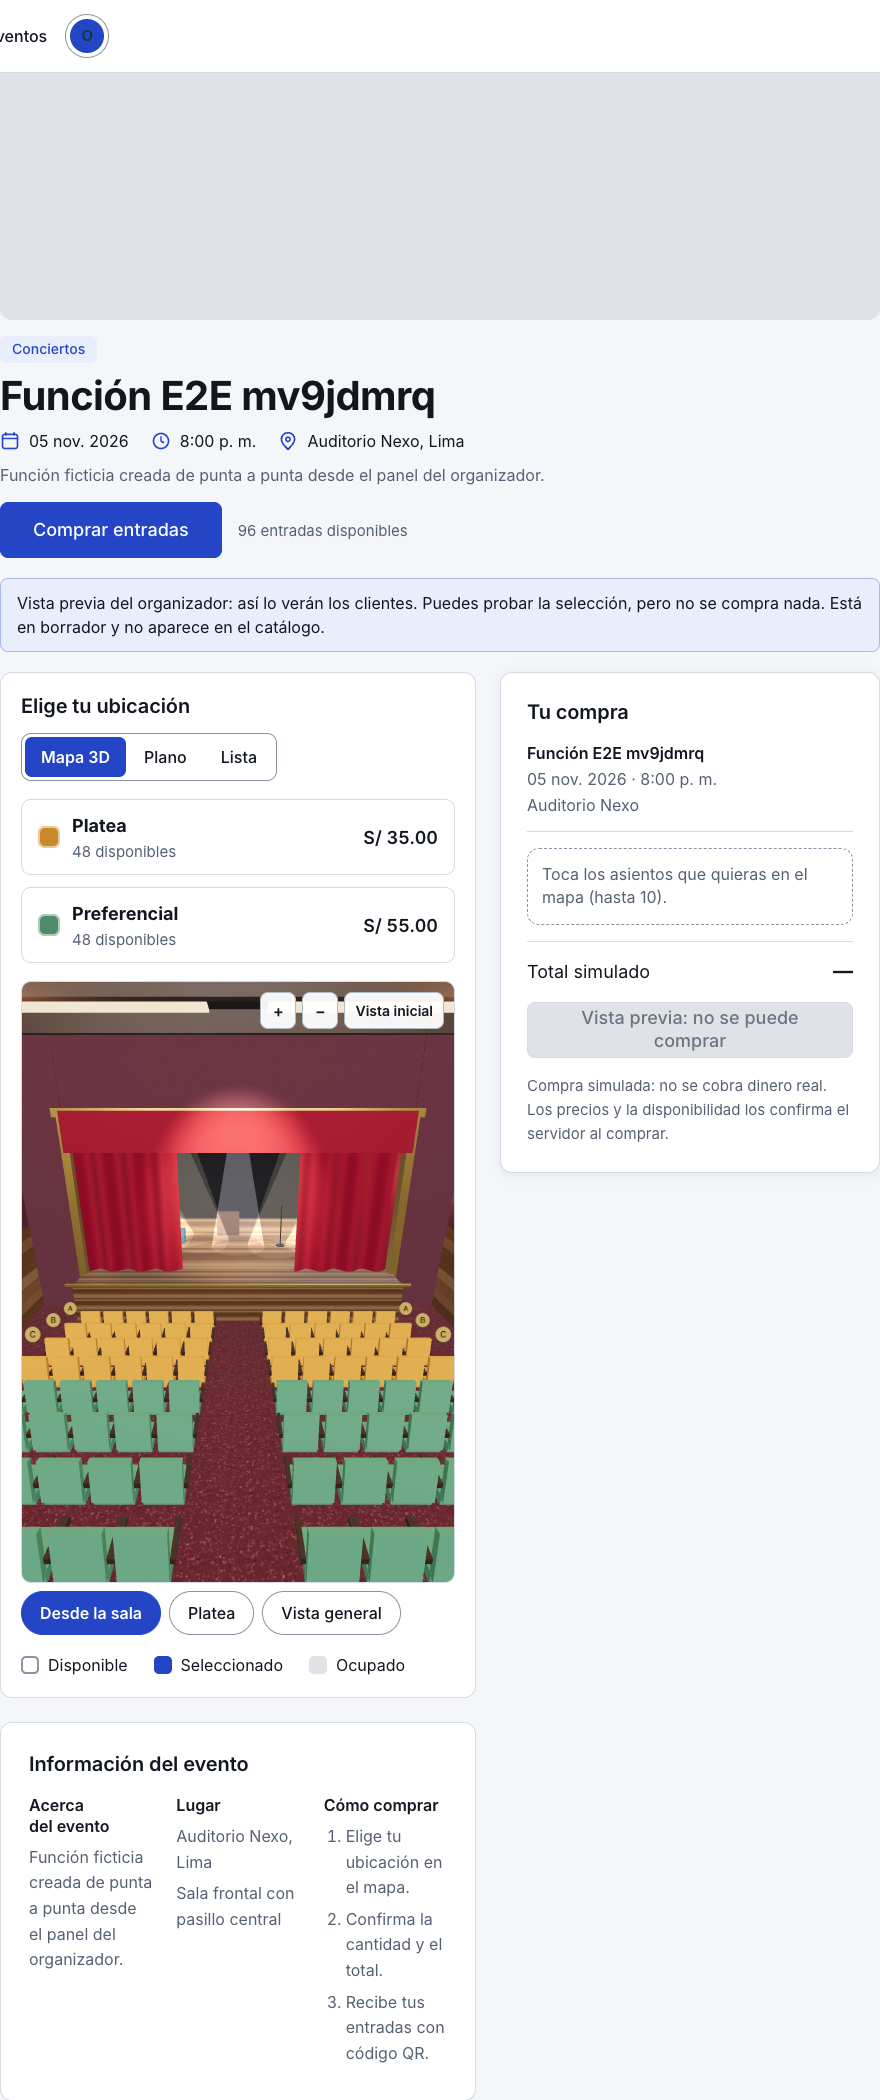 ventos
O
Conciertos
Función E2E mv9jdmrq
05 nov. 2026
8:00 p. m.
Auditorio Nexo, Lima
Función ficticia creada de punta a punta desde el panel del organizador.
Comprar entradas
96 entradas disponibles
Vista previa del organizador: así lo verán los clientes. Puedes probar la selección, pero no se compra nada. Está
en borrador y no aparece en el catálogo.
Elige tu ubicación
Mapa 3D
Plano
Lista
Platea
48 disponibles
S/ 35.00
Preferencial
48 disponibles
S/ 55.00
+
−
Vista inicial
A
B
C
A
B
C
Desde la sala
Platea
Vista general
Disponible
Seleccionado
Ocupado
Tu compra
Función E2E mv9jdmrq
05 nov. 2026 · 8:00 p. m.
Auditorio Nexo
Toca los asientos que quieras en el
mapa (hasta 10).
Total simulado
—
Vista previa: no se puede
comprar
Compra simulada: no se cobra dinero real.
Los precios y la disponibilidad los confirma el
servidor al comprar.
Información del evento
Acerca
del evento
Función ficticia
creada de punta
a punta desde
el panel del
organizador.
Lugar
Auditorio Nexo,
Lima
Sala frontal con
pasillo central
Cómo comprar
1. Elige tu
ubicación en
el mapa.
2. Confirma la
cantidad y el
total.
3. Recibe tus
entradas con
código QR.